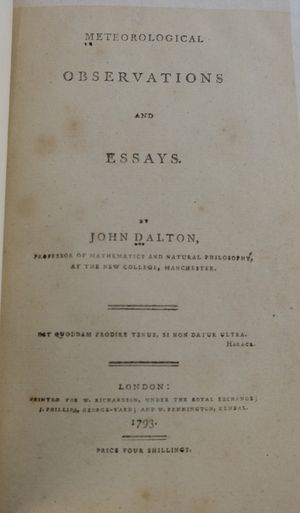 METEOROLOGICAL
OBSERVATIONS
AND
ESSAYS.
BY
JOHN DALTON,
PROFESSOR OF MATHEMATICS AND NATURAL PHILOSOPHY,
AT THE NEW COLLEGE, MANCHESTER.
EST QUODDAM PRODIRE TENUS, SI NON DATUR ULTRA.
HORACE.
LONDON:
PRINTED FOR W. RICHARDSON, UNDER THE ROYAL EXCHANGE;
J. PHILLIPS, GEORGE-YARD; AND W. PENNINGTON, KENDAL.
1793.
PRICE FOUR SHILLINGS.